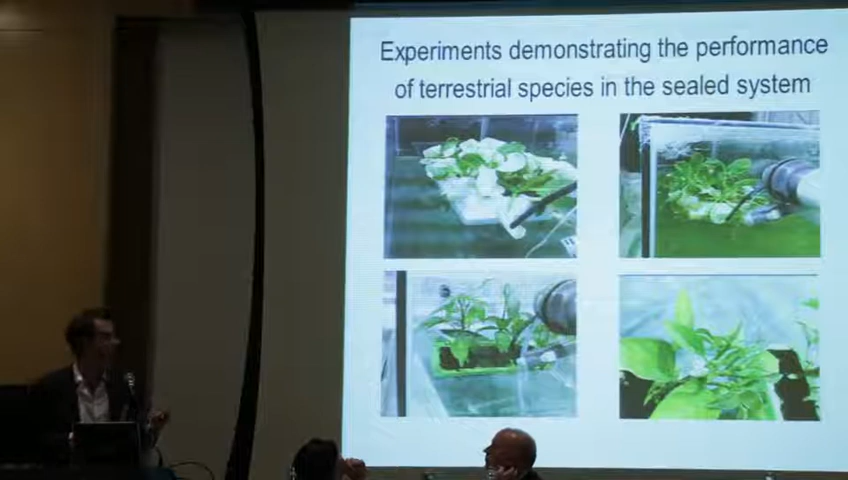 Experiments demonstrating the performance
of terrestrial species in the sealed system